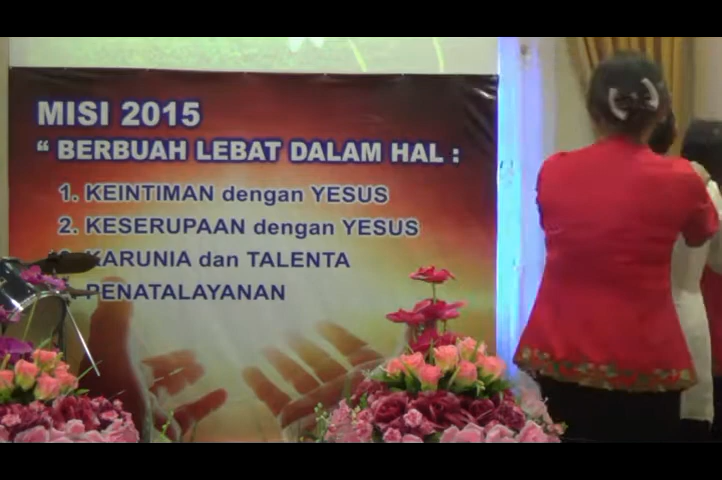 MISI 2015
“ BERBUAH LEBAT DALAM HAL :
1. KEINTIMAN dengan YESUS
2. KESERUPAAN dengan YESUS
KARUNIA dan TALENTA
PENATALAYANAN